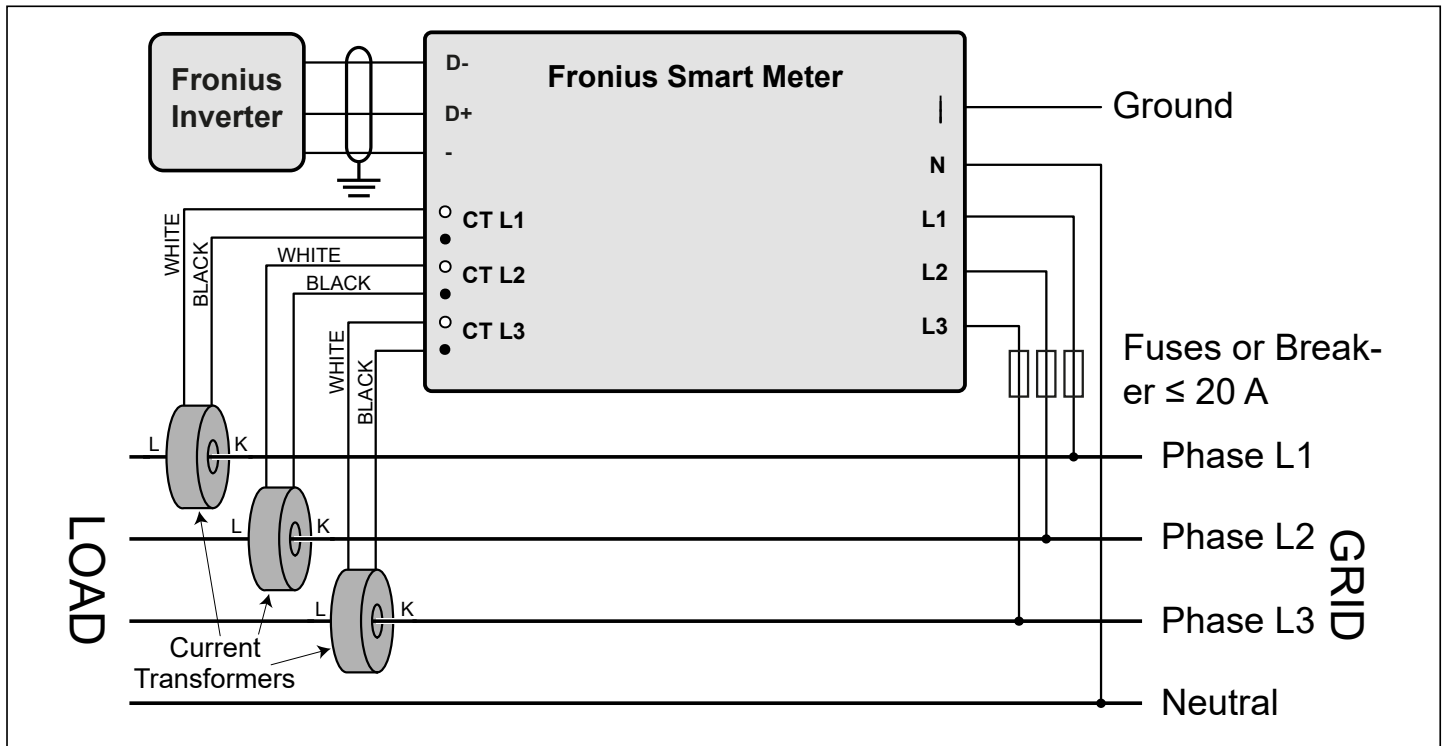 Fronius
Inverter
D-
D+
-
Fronius Smart Meter
Ground
N
CT L1
CT L2
CT L3
L1
L2
L3
WHITE
BLACK
WHITE
BLACK
WHITE
BLACK
Fuses or Break-
er ≤ 20 A
L K
Phase L1
L K
Phase L2
L K
Phase L3
LOAD
GRID
Current
Transformers
Neutral